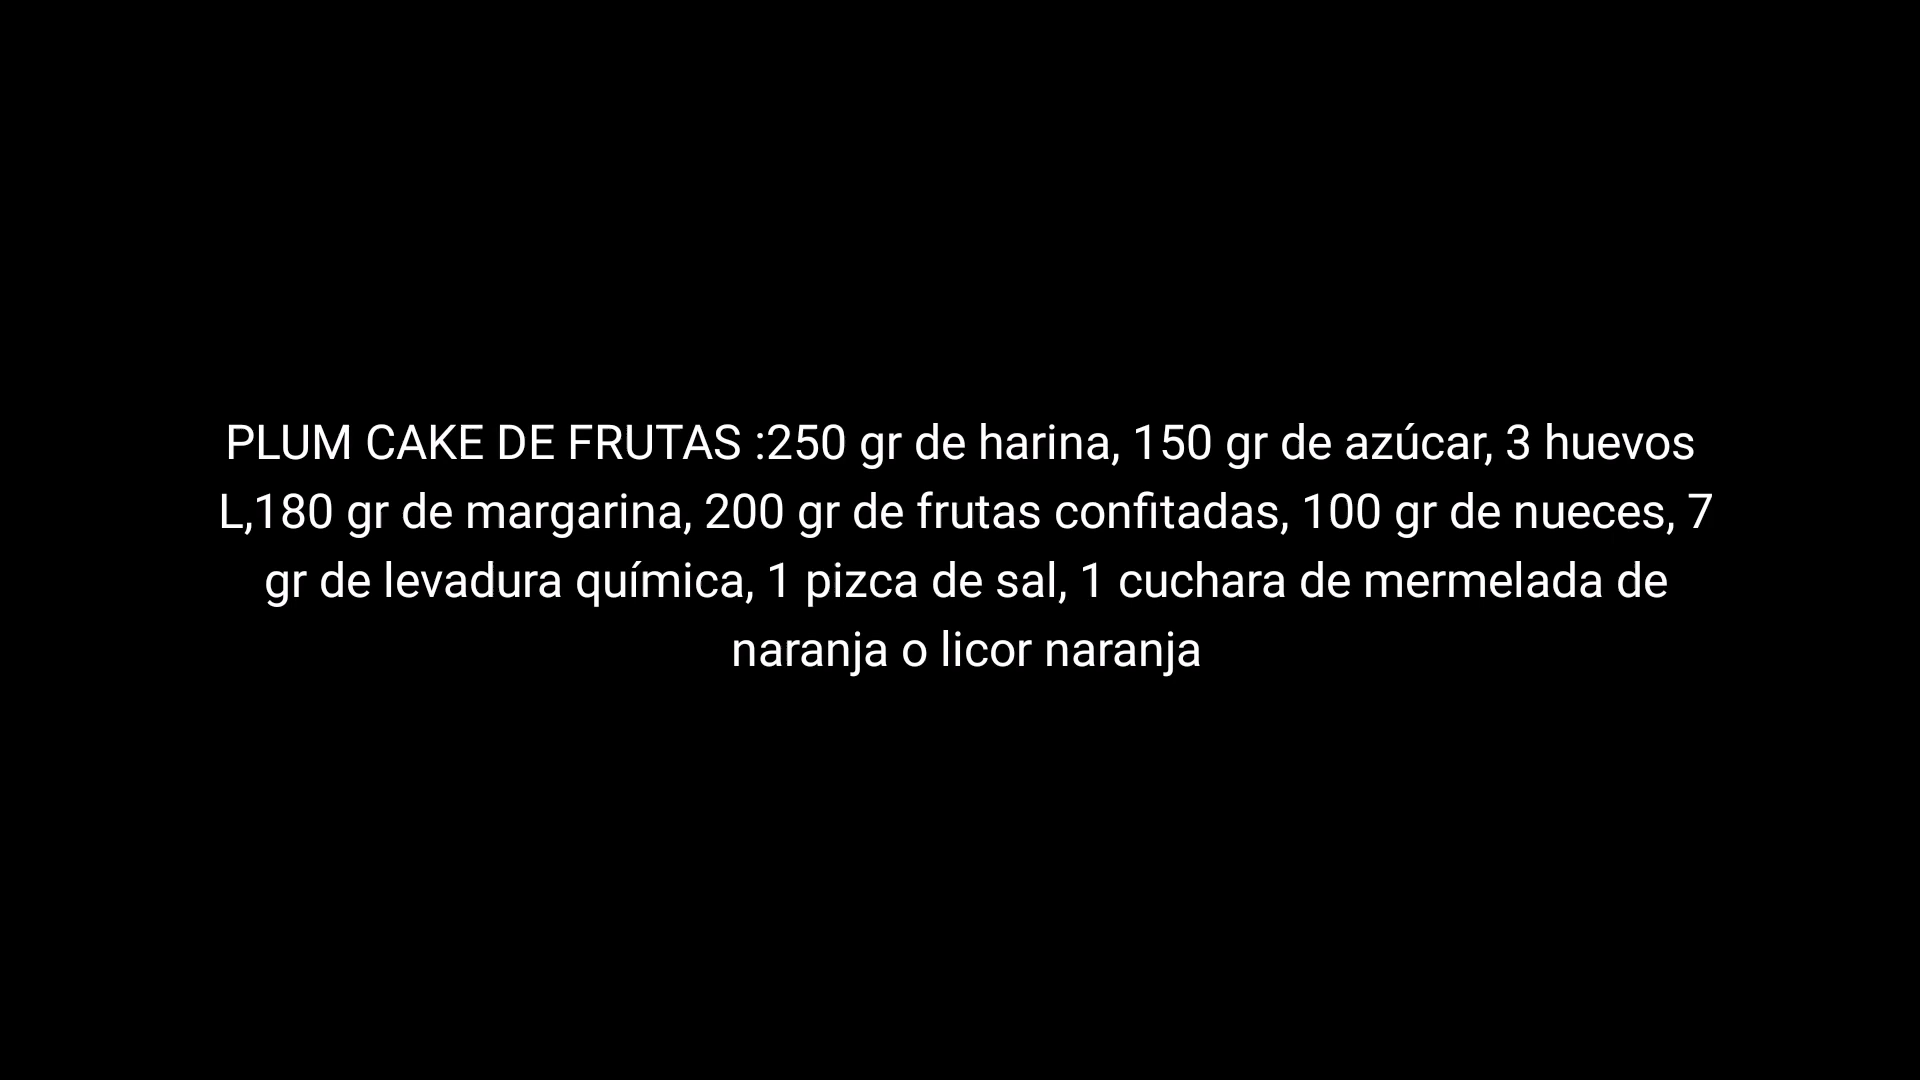 PLUM CAKE DE FRUTAS :250 gr de harina, 150 gr de azúcar, 3 huevos
L,180 gr de margarina, 200 gr de frutas confitadas, 100 gr de nueces, 7
gr de levadura química, 1 pizca de sal, 1 cuchara de mermelada de
naranja o licor naranja